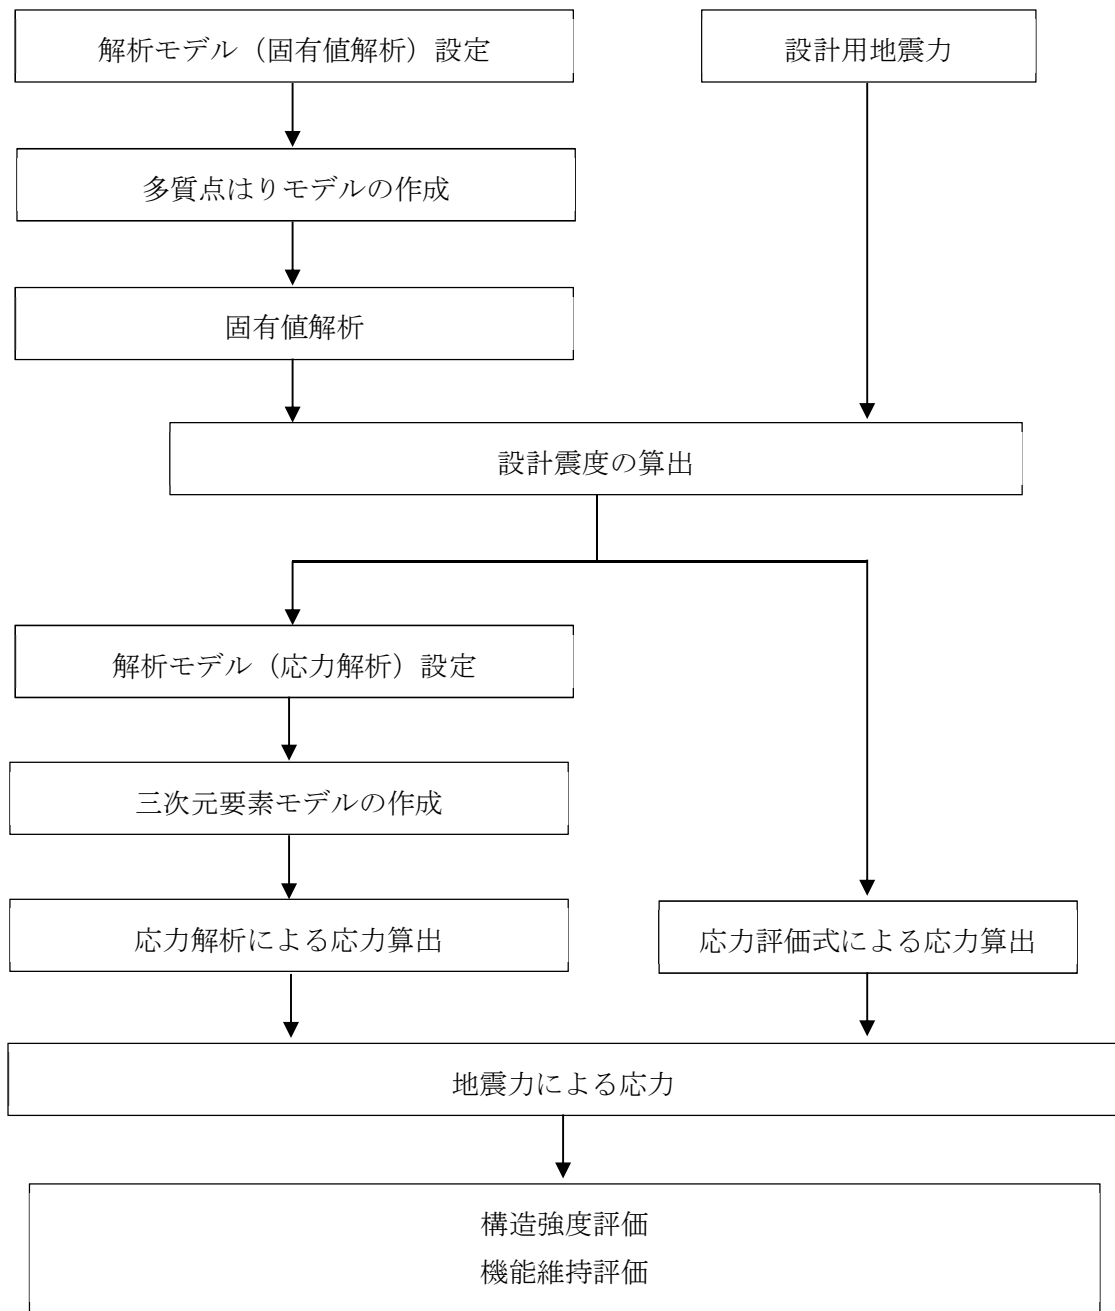 解析モデル（固有値解析）設定
設計用地震力
多質点はりモデルの作成
固有値解析
設計震度の算出
解析モデル（応力解析）設定
三次元要素モデルの作成
応力解析による応力算出
応力評価式による応力算出
地震力による応力
構造強度評価
機能維持評価